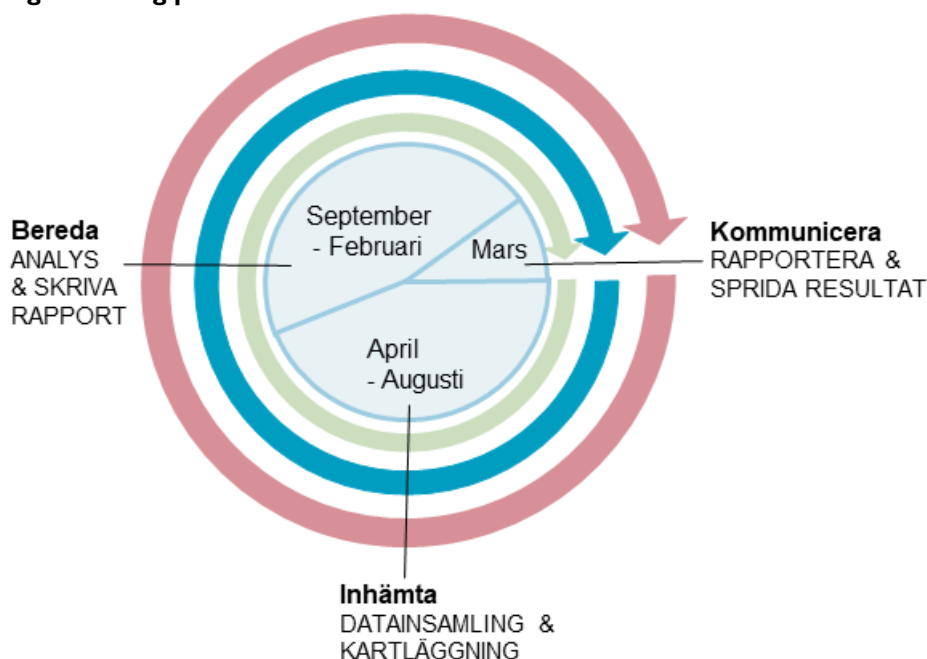 September
- Februari
Mars
April
- Augusti
Bereda
ANALYS
& SKRIVA
RAPPORT
Kommunicera
RAPPORTERA &
SPRIDA RESULTAT
Inhämta
DATAINSAMLING &
KARTLÄGGNING